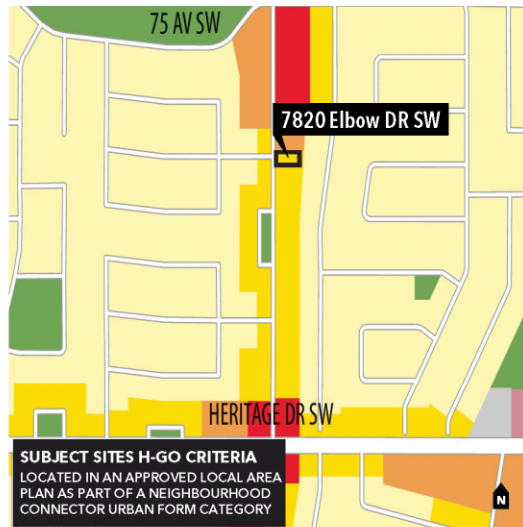 75 AV SW
7820 Elbow DR SW
HERITAGE DR SW
SUBJECT SITES H-GO CRITERIA
LOCATED IN AN APPROVED LOCAL AREA
PLAN AS PART OF A NEIGHBOURHOOD
CONNECTOR URBAN FORM CATEGORY
N